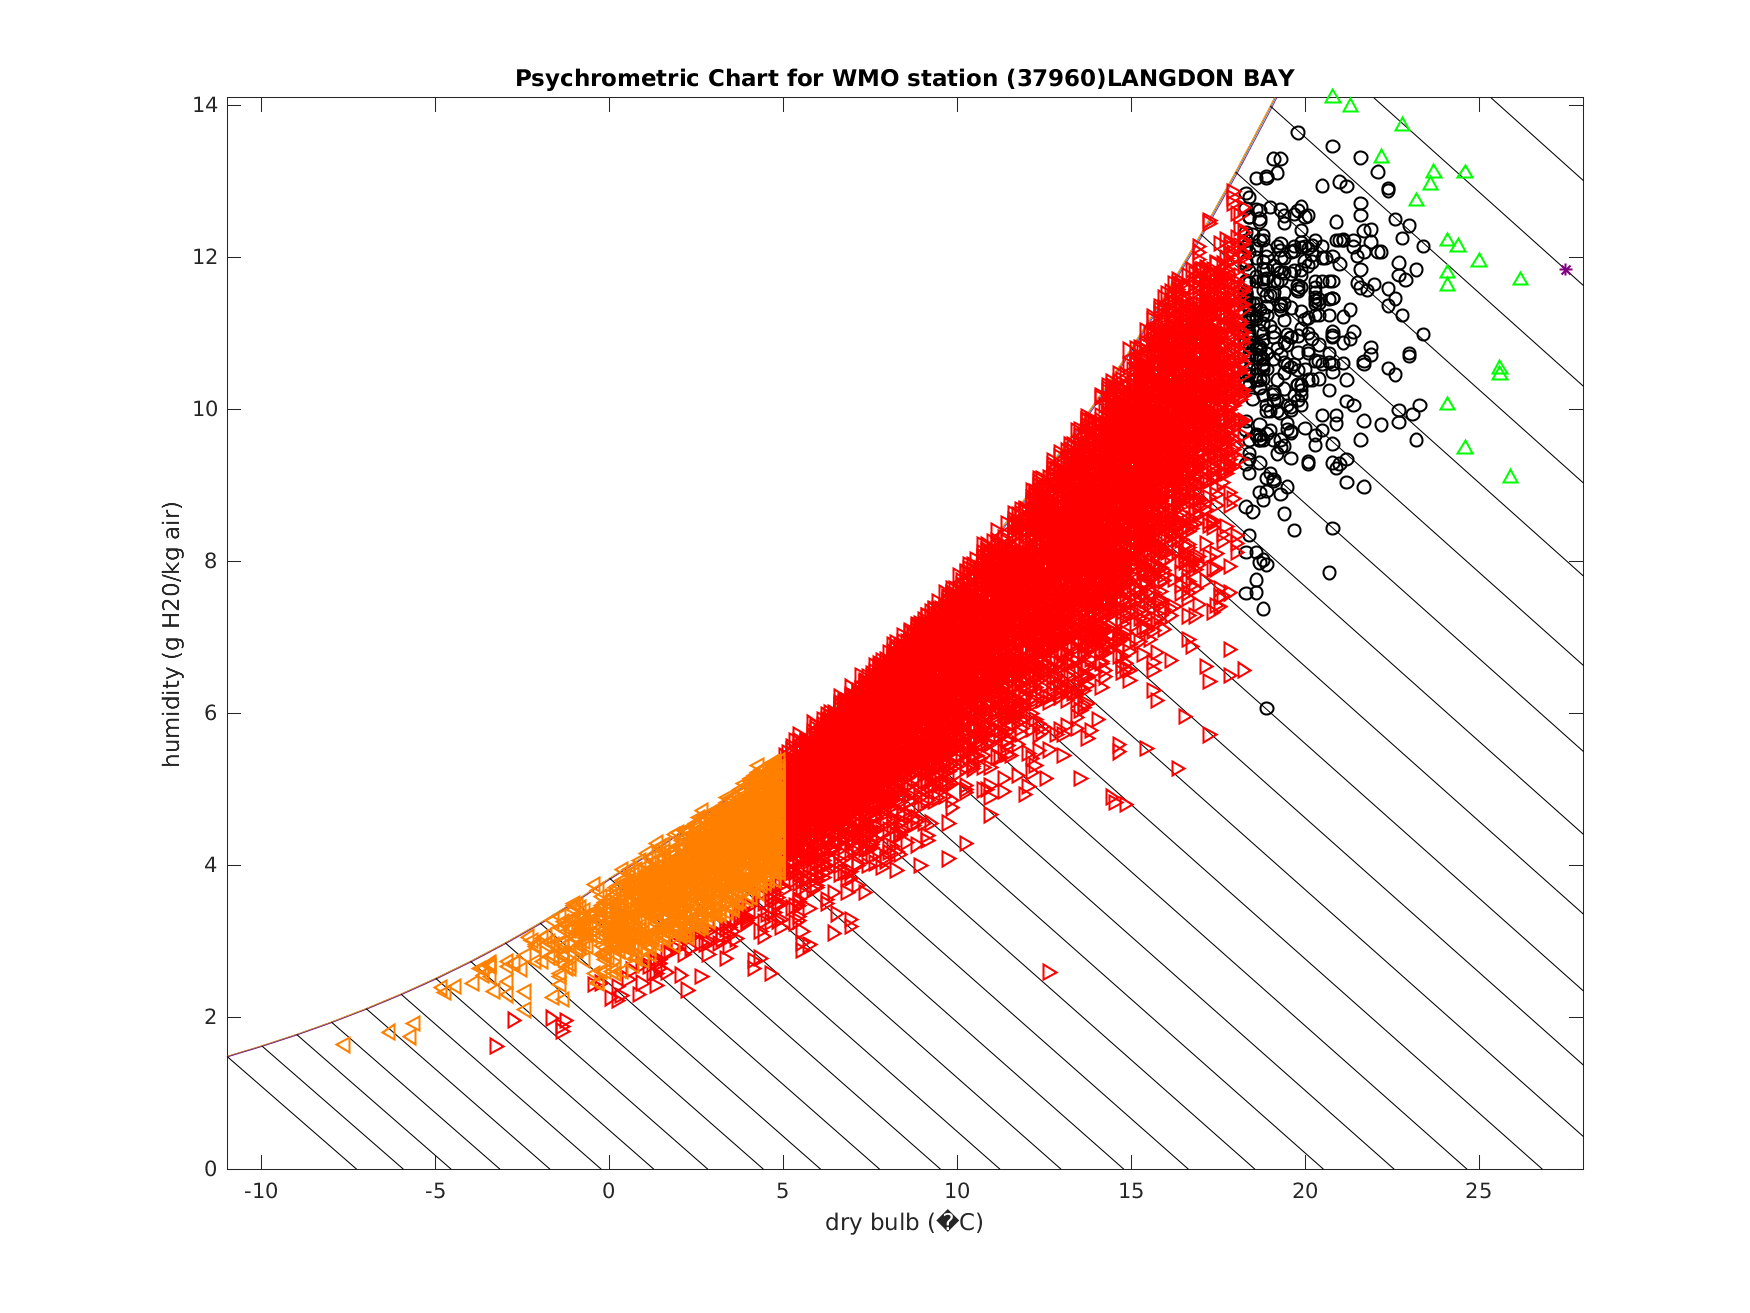 Psychrometric Chart for WMO station (37960)LANGDON BAY
14
12
10
8
6
4
2
0
humidity (g H20/kg air)
-10 -5 0 5 10 15 20 25
dry bulb (�C)